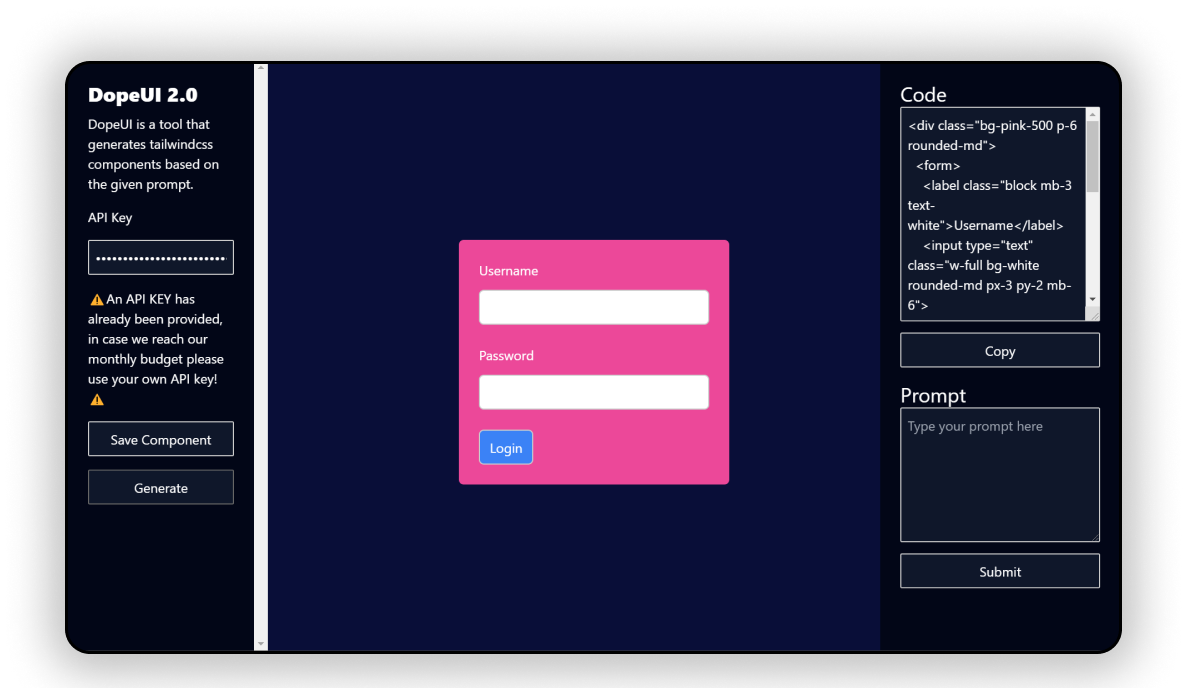 DopeUI 2.0
DopeUI is a tool that
generates tailwindcss
components based on
the given prompt.
API Key
••••••••••••••••••••••••
⚠️An API KEY has
already been provided,
in case we reach our
monthly budget please
use your own API key!
⚠️
Save Component
Generate
Username
Password
Login
Code
<div class="bg-pink-500 p-6
rounded-md">
<form>
<label class="block mb-3
text-
white">Username</label>
<input type="text"
class="w-full bg-white
rounded-md px-3 py-2 mb-
6">
Copy
Prompt
Type your prompt here
Submit